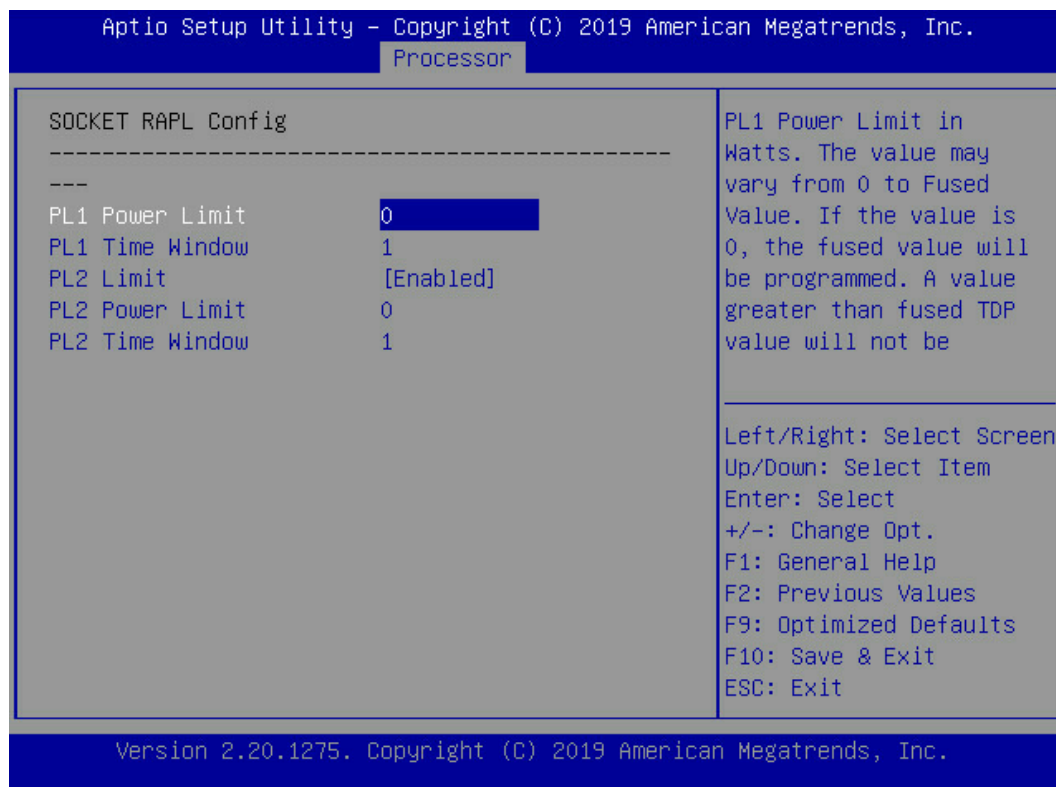 Aptio Setup Utility – Copyright (C) 2019 American Megatrends, Inc.
Processor
SOCKET RAPL Config
-----------------------------------------------
---
PL1 Power Limit 0
PL1 Time Window 1
PL2 Limit [Enabled]
PL2 Power Limit 0
PL2 Time Window 1
PL1 Power Limit in
Watts. The value may
vary from 0 to Fused
Value. If the value is
0, the fused value will
be programmed. A value
greater than fused TDP
value will not be
Left/Right: Select Screen
Up/Down: Select Item
Enter: Select
+/-: Change Opt.
F1: General Help
F2: Previous Values
F9: Optimized Defaults
F10: Save & Exit
ESC: Exit
Version 2.20.1275. Copyright (C) 2019 American Megatrends, Inc.